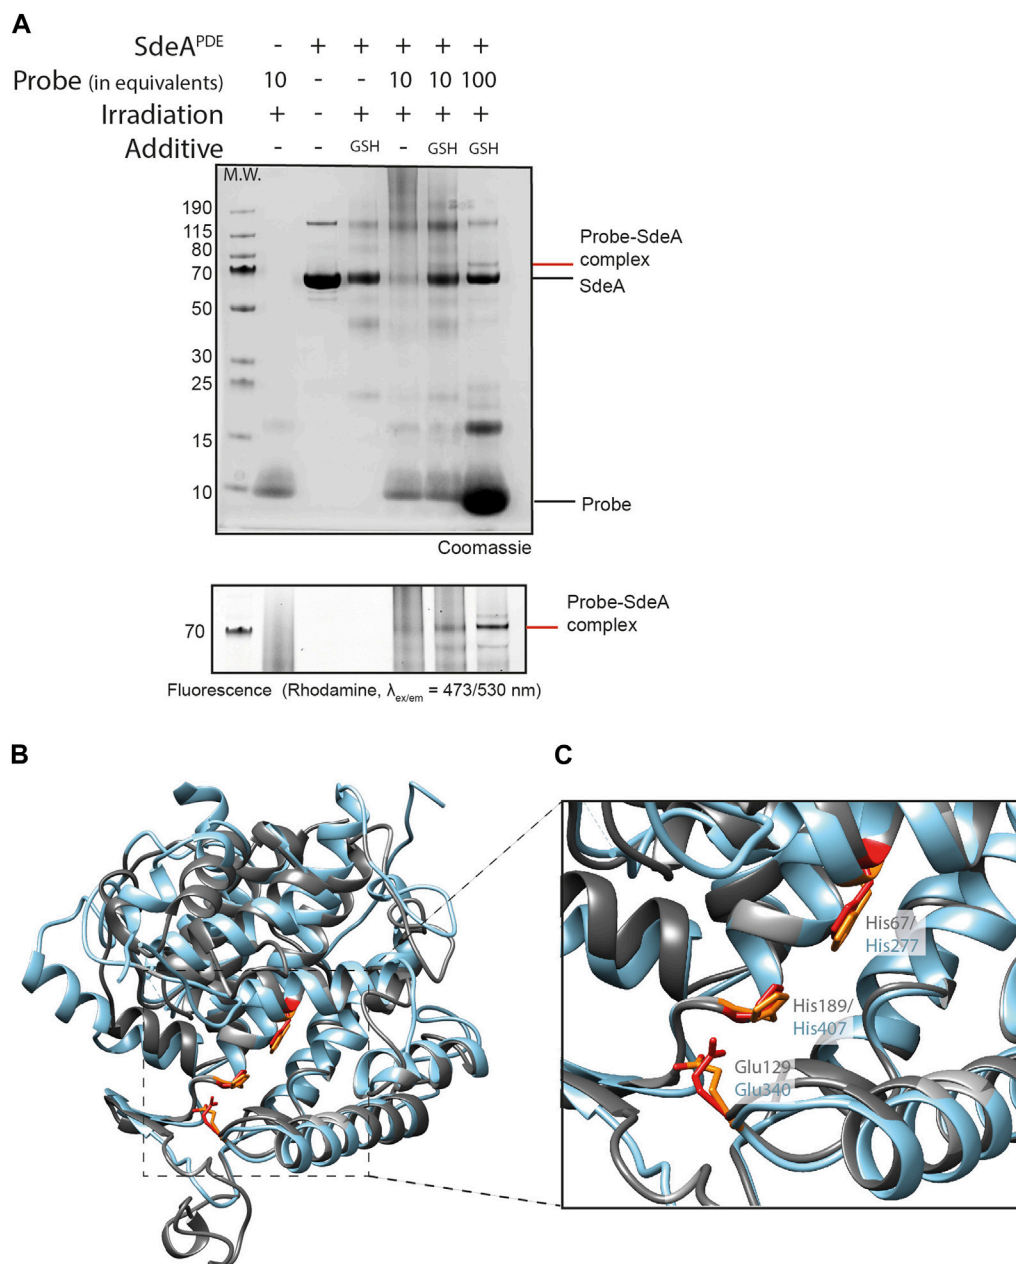 A
SdeAPDE - + + + + +
Probe (in equivalents) 10 - - 10 10 100
Irradiation + - + + + +
Additive - - GSH - GSH GSH
M.W.
190
115
80
70
50
30
25
15
10
Probe-SdeA
complex
SdeA
Probe
Coomassie
70
Probe-SdeA
complex
Fluorescence (Rhodamine, λex/em = 473/530 nm)
B
C
His67/
His277
His189/
His407
Glu129
Glu340